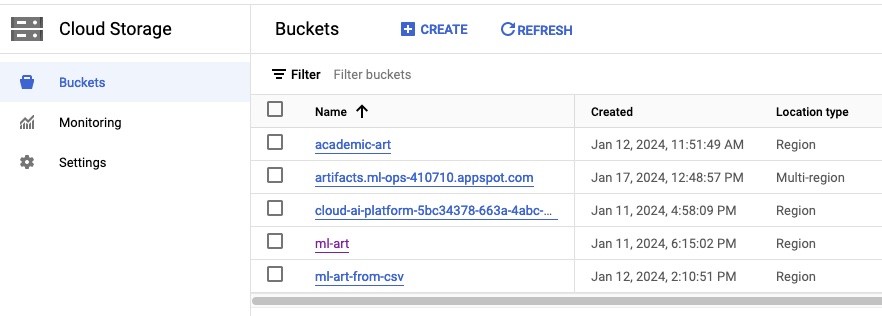 Cloud Storage
Buckets
CREATE
REFRESH
Buckets
Monitoring
Settings
Filter Filter buckets
Name Created Location type
academic-art Jan 12, 2024, 11:51:49 AM Region
artifacts.ml-ops-410710.appspot.com Jan 17, 2024, 12:48:57 PM Multi-region
cloud-ai-platform-5bc34378-663a-4abc-... Jan 11, 2024, 4:58:09 PM Region
ml-art Jan 11, 2024, 6:15:02 PM Region
ml-art-from-csv Jan 12, 2024, 2:10:51 PM Region